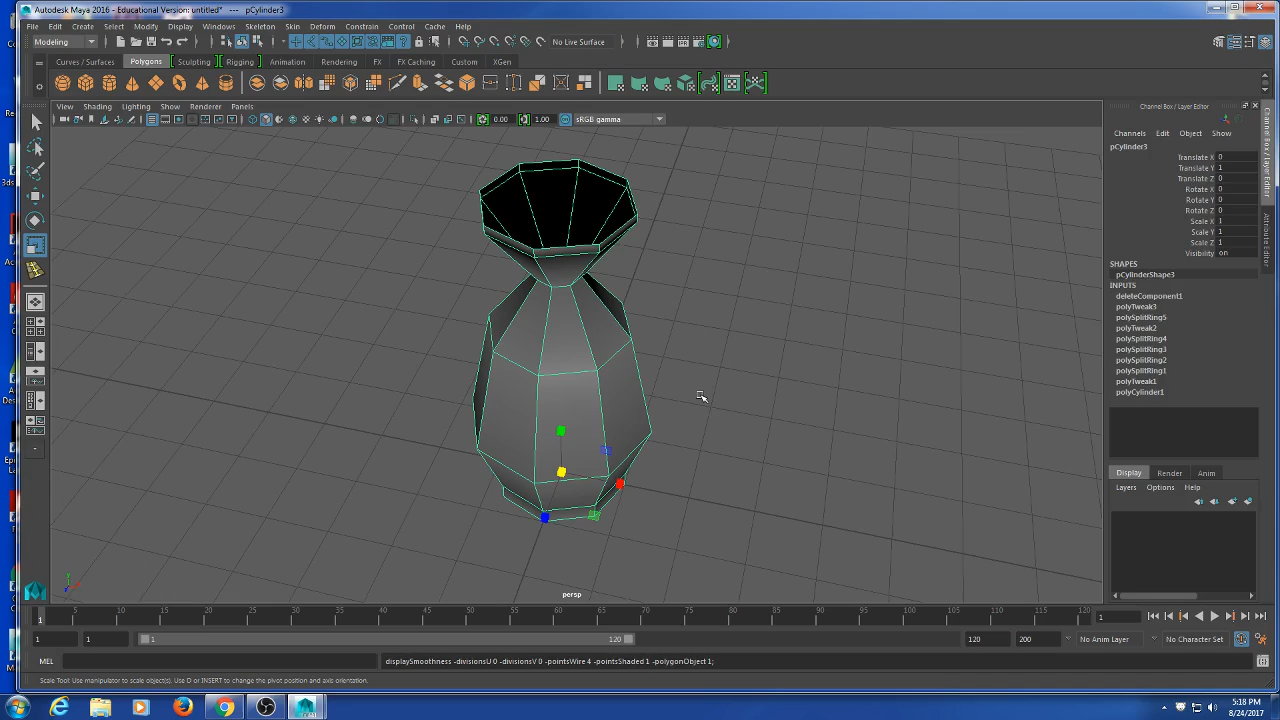 Autodesk Maya 2016 - Educational Version: untitled* --- pCylinder3
File Edit Create Select Modify Display Windows Skeleton Skin Deform Constrain Control Cache Help
Modeling
No Live Surface
Curves / Surfaces Polygons Sculpting Rigging Animation Rendering FX FX Caching Custom XGen
View Shading Lighting Show Renderer Panels
0.00 1.00 sRGB gamma
persp
Channel Box / Layer Editor
Channels Edit Object Show
pCylinder3
Translate X 0
Translate Y 1
Translate Z 0
Rotate X 0
Rotate Y 0
Rotate Z 0
Scale X 1
Scale Y 1
Scale Z 1
Visibility on
SHAPES
pCylinderShape3
INPUTS
deleteComponent1
polyTweak3
polySplitRing5
polyTweak2
polySplitRing4
polySplitRing3
polySplitRing2
polySplitRing1
polyTweak1
polyCylinder1
Display Render Anim
Layers Options Help
Channel Box / Layer Editor
Attribute Editor
1 5 10 15 20 25 30 35 40 45 50 55 60 65 70 75 80 85 90 95 100 105 110 115 120 1
1 1 1 120 120 200 No Anim Layer No Character Set
MEL displaySmoothness -divisionsU 0 -divisionsV 0 -pointsWire 4 -pointsShaded 1 -polygonObject 1;
Scale Tool: Use manipulator to scale object(s). Use D or INSERT to change the pivot position and axis orientation.
5:18 PM
8/24/2017